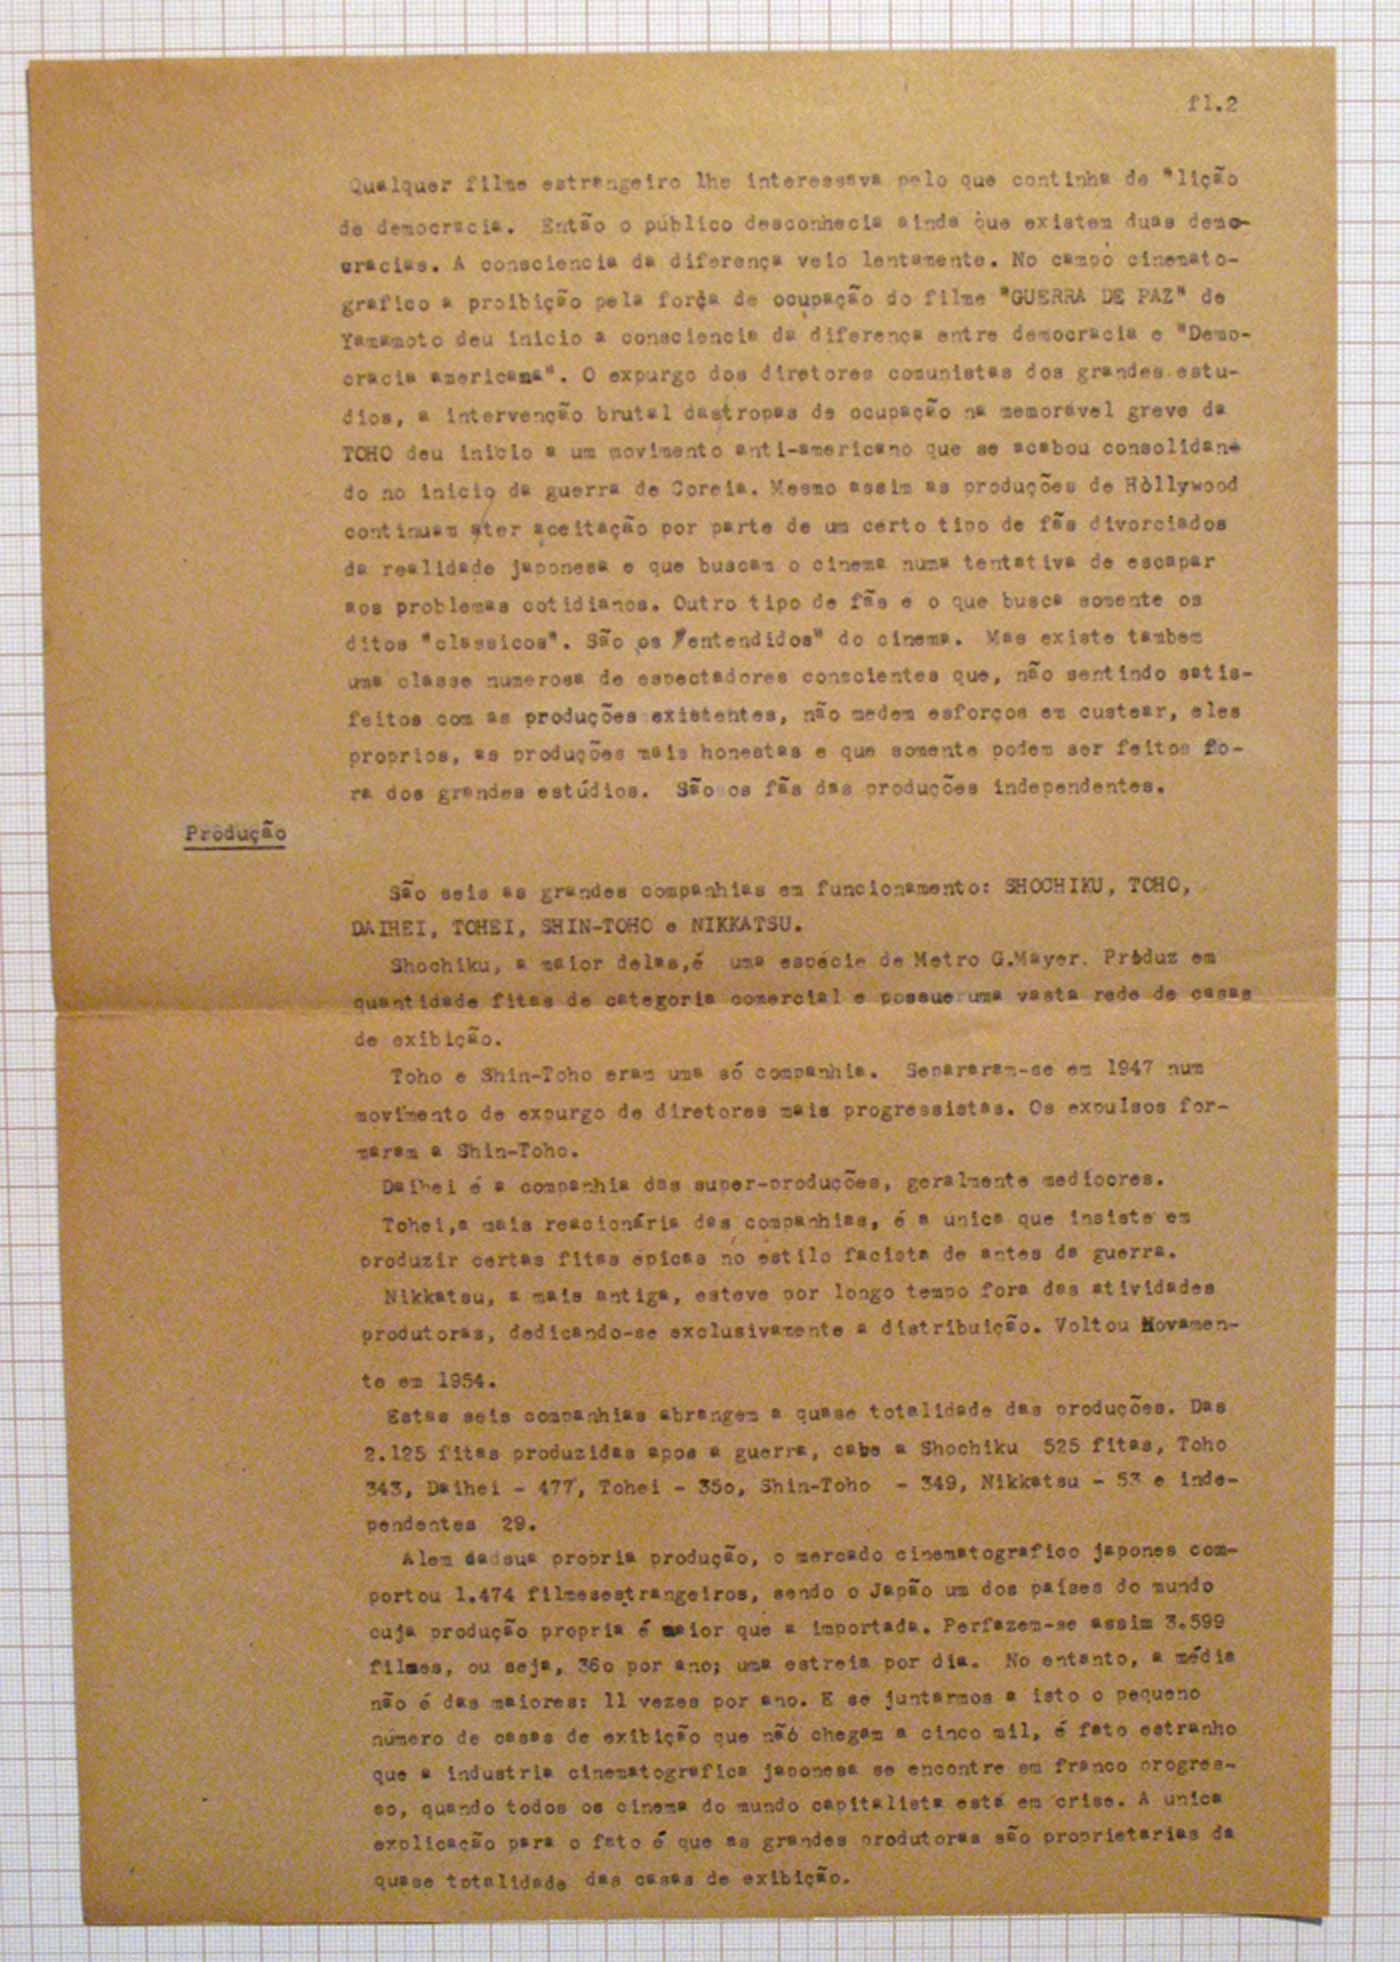 fl.2
Qualquer filme estrangeiro lhe interessava pelo que continha de "lição
de democracia. Então o público desconhecia ainda que existem duas demo-
cracias. A consciencia da diferença veio lentamente. No campo cinemato-
grafico a proibição pela força de ocupação do filme "GUERRA DE PAZ" de
Yamamoto deu inicio a consciencia da diferença entre democracia e "Demo-
cracia americana". O expurgo dos diretores comunistas dos grandes estu-
dios, a intervenção brutal dastropas de ocupação na memorável greve da
TOHO deu inicio a um movimento anti-americano que se acabou consolidan-
do no inicio da guerra de Coreia. Mesmo assim as produções de Hollywood
continuam ater aceitação por parte de um certo tipo de fãs divorciados
da realidade japonesa e que buscam o cinema numa tentativa de escapar
aos problemas cotidianos. Outro tipo de fãs e o que busca somente os
ditos "classicos". São os "entendidos" do cinema. Mas existe tambem
uma classe numerosa de espectadores conscientes que, não sentindo satis-
feitos com as produções existentes, não medem esforços em custear, eles
proprios, as produções mais honestas e que somente podem ser feitos fo-
ra dos grandes estúdios. São os fãs das produções independentes.
Produção
São seis as grandes companhias em funcionamento: SHOCHIKU, TOHO,
DAIHEI, TOHEI, SHIN-TOHO e NIKKATSU.
Shochiku, a maior delas,é uma espécie de Metro G.Mayer. Produz em
quantidade fitas de categoria comercial e possue uma vasta rede de casas
de exibição.
Toho e Shin-Toho eram uma só companhia. Separaram-se em 1947 num
movimento de expurgo de diretores mais progressistas. Os expulsos for-
maram a Shin-Toho.
Daihei é a companhia das super-produções, geralmente mediocres.
Tohei,a mais reacionária das companhias, é a unica que insiste em
produzir certas fitas epicas no estilo facista de antes da guerra.
Nikkatsu, a mais antiga, esteve por longo tempo fora das atividades
produtoras, dedicando-se exclusivamente a distribuição. Voltou Novamen-
te em 1954.
Estas seis companhias abrangem a quase totalidade das produções. Das
2.125 fitas produzidas apos a guerra, cabe a Shochiku 525 fitas, Toho
343, Daihei - 477, Tohei - 35o, Shin-Toho - 349, Nikkatsu - 53 e inde-
pendentes 29.
Alem dadsua propria produção, o mercado cinematografico japones com-
portou 1.474 filmesestrangeiros, sendo o Japão um dos países do mundo
cuja produção propria é maior que a importada. Perfazem-se assim 3.599
filmes, ou seja, 36o por ano; uma estreia por dia. No entanto, a média
não é das maiores: 11 vezes por ano. E se juntarmos a isto o pequeno
número de casas de exibição que não chegam a cinco mil, é fato estranho
que a industria cinematografica japonesa se encontre em franco progres-
so, quando todos os cinema do mundo capitalista está em crise. A unica
explicação para o fato é que as grandes produtoras são proprietarias da
quase totalidade das casas de exibição.